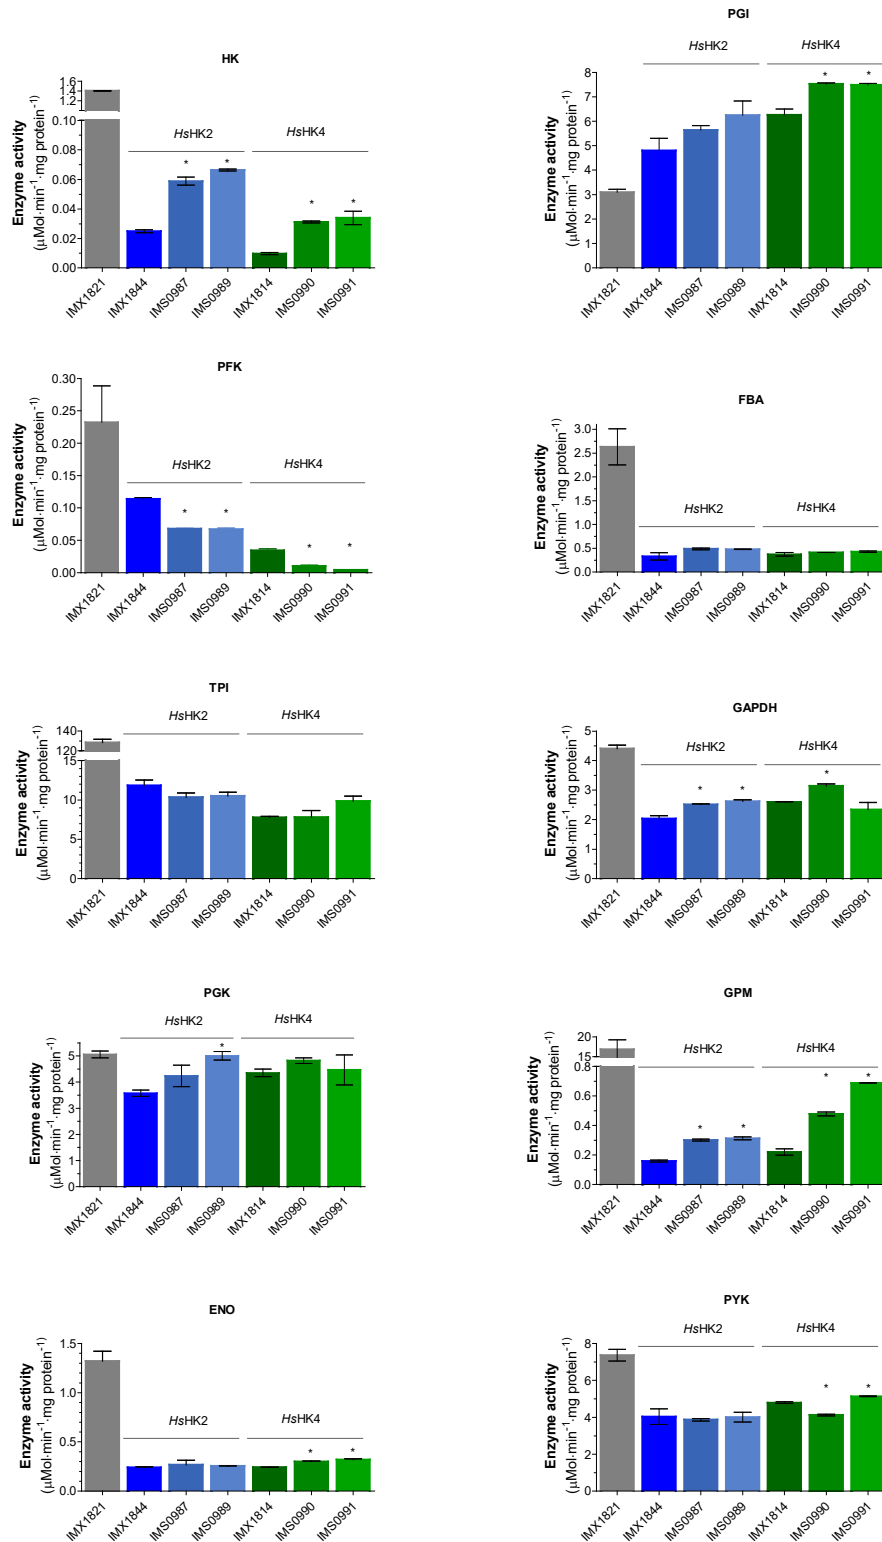 HK
HsHK2
HsHK4
Enzyme activity
(µMol·min⁻¹·mg protein⁻¹)
1.6
1.4
0.10
0.08
0.06
0.04
0.02
0.00
* * * *
IMX1821 IMX1844 IMS0987 IMS0989 IMX1814 IMS0990 IMS0991
PGI
HsHK2
HsHK4
Enzyme activity
(µMol·min⁻¹·mg protein⁻¹)
8
7
6
5
4
3
2
1
0
* *
IMX1821 IMX1844 IMS0987 IMS0989 IMX1814 IMS0990 IMS0991
PFK
HsHK2
HsHK4
Enzyme activity
(µMol·min⁻¹·mg protein⁻¹)
0.30
0.25
0.20
0.15
0.10
0.05
0.00
* * * *
IMX1821 IMX1844 IMS0987 IMS0989 IMX1814 IMS0990 IMS0991
FBA
HsHK2
HsHK4
Enzyme activity
(µMol·min⁻¹·mg protein⁻¹)
3.0
2.5
2.0
1.5
1.0
0.5
0.0
IMX1821 IMX1844 IMS0987 IMS0989 IMX1814 IMS0990 IMS0991
TPI
HsHK2
HsHK4
Enzyme activity
(µMol·min⁻¹·mg protein⁻¹)
140
120
15
10
5
0
IMX1821 IMX1844 IMS0987 IMS0989 IMX1814 IMS0990 IMS0991
GAPDH
HsHK2
HsHK4
Enzyme activity
(µMol·min⁻¹·mg protein⁻¹)
5
4
3
2
1
0
* * *
IMX1821 IMX1844 IMS0987 IMS0989 IMX1814 IMS0990 IMS0991
PGK
HsHK2
HsHK4
Enzyme activity
(µMol·min⁻¹·mg protein⁻¹)
5
4
3
2
1
0
*
IMX1821 IMX1844 IMS0987 IMS0989 IMX1814 IMS0990 IMS0991
GPM
HsHK2
HsHK4
Enzyme activity
(µMol·min⁻¹·mg protein⁻¹)
20
15
0.8
0.6
0.4
0.2
0.0
* * * *
IMX1821 IMX1844 IMS0987 IMS0989 IMX1814 IMS0990 IMS0991
ENO
HsHK2
HsHK4
Enzyme activity
(µMol·min⁻¹·mg protein⁻¹)
1.5
1.0
0.5
0.0
* *
IMX1821 IMX1844 IMS0987 IMS0989 IMX1814 IMS0990 IMS0991
PYK
HsHK2
HsHK4
Enzyme activity
(µMol·min⁻¹·mg protein⁻¹)
8
6
4
2
0
* *
IMX1821 IMX1844 IMS0987 IMS0989 IMX1814 IMS0990 IMS0991